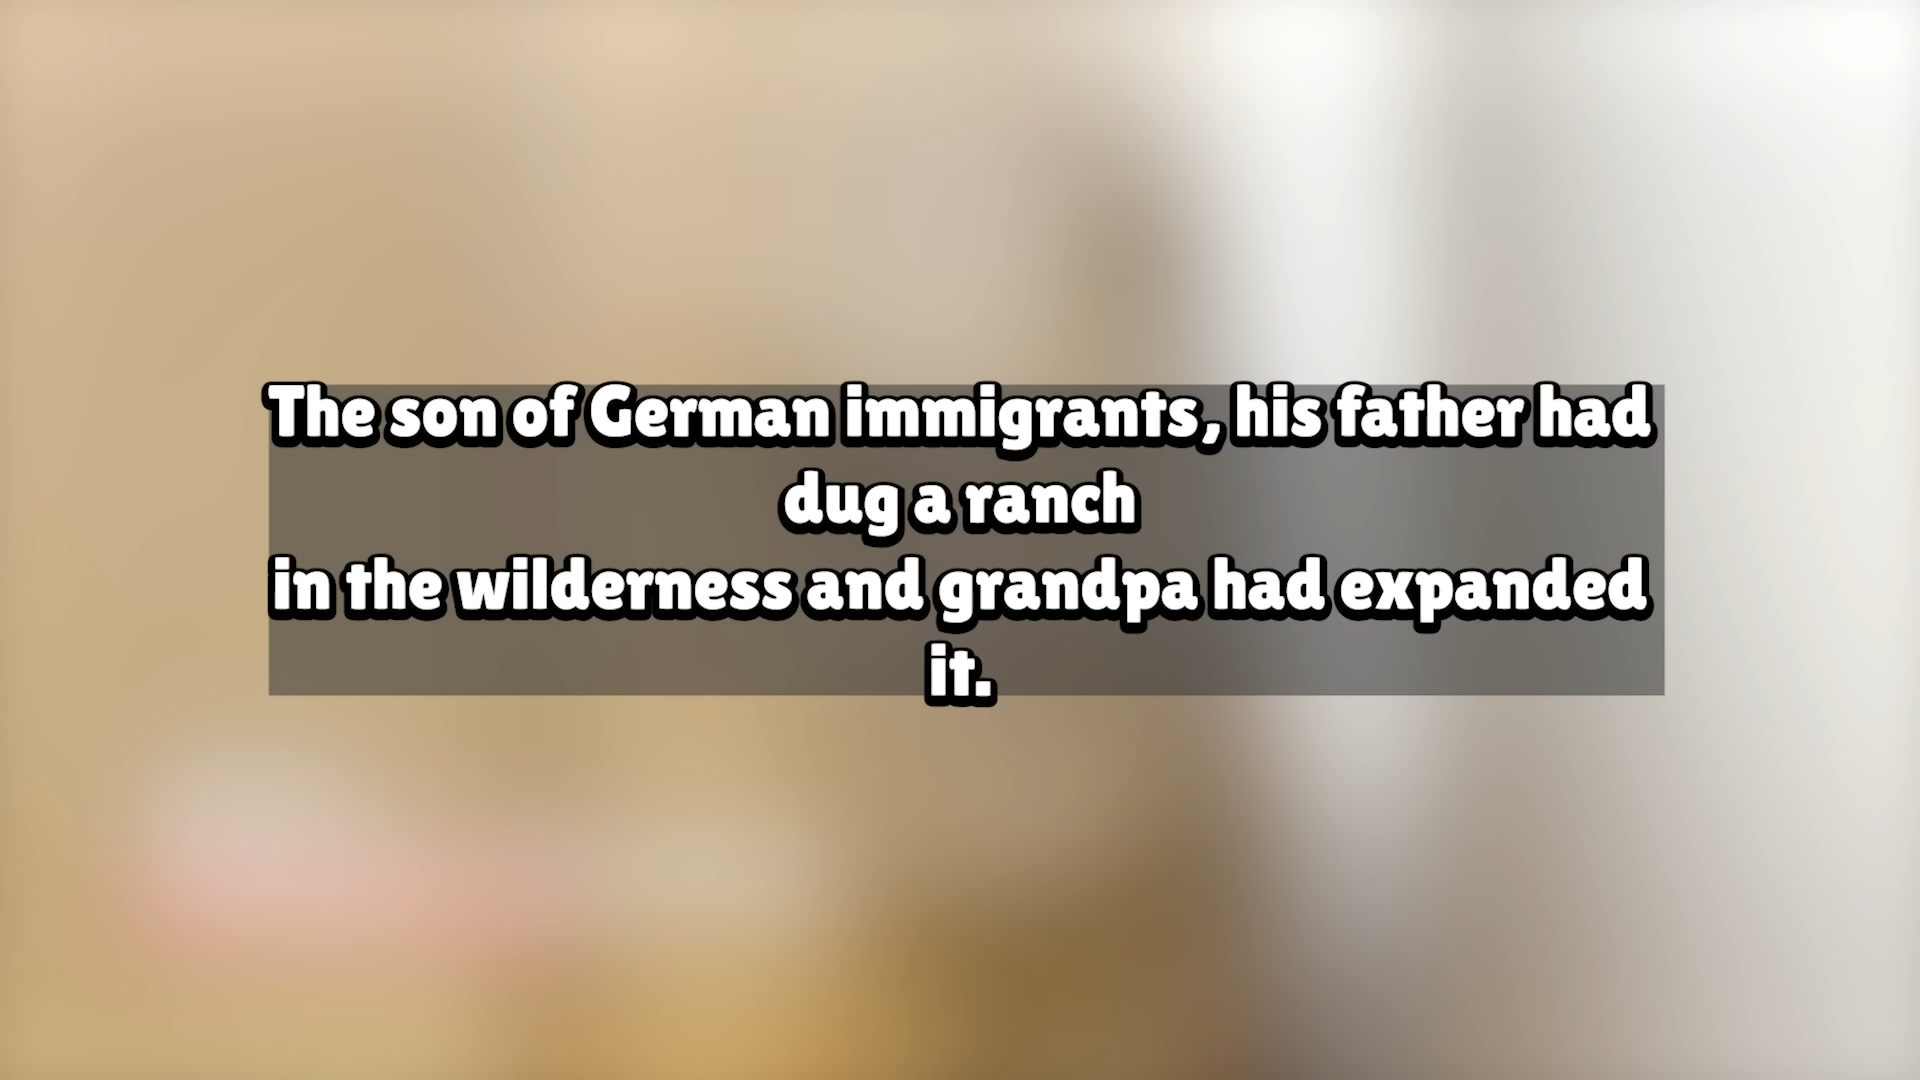 The son of German immigrants, his father had
dug a ranch
in the wilderness and grandpa had expanded
it.